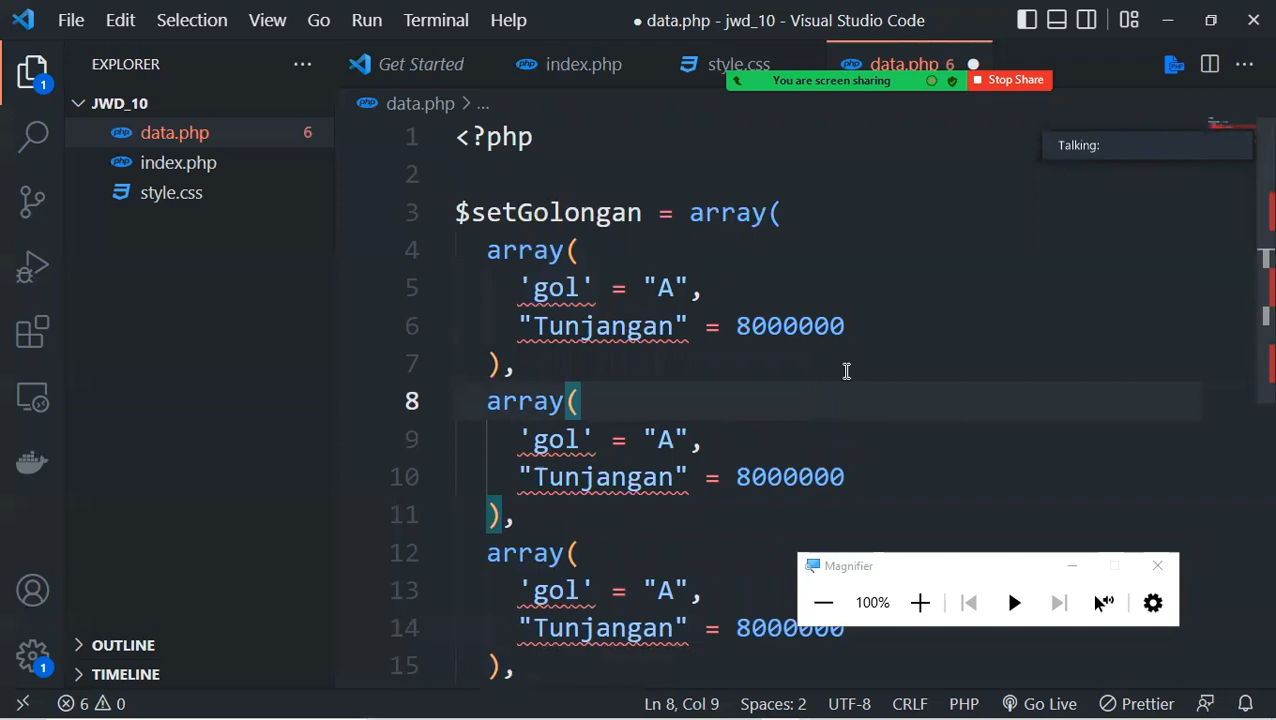 File Edit Selection View Go Run Terminal Help ● data.php - jwd_10 - Visual Studio Code
EXPLORER ...
Get Started index.php style.css data.php 6
You are screen sharing Stop Share
1
JWD_10
data.php > ...
data.php 6
index.php
style.css
Talking:
1 <?php
2
3 $setGolongan = array(
4 array(
5 'gol' = "A",
6 "Tunjangan" = 8000000
7 ),
8 array(
9 'gol' = "A",
10 "Tunjangan" = 8000000
11 ),
12 array(
13 'gol' = "A",
14 "Tunjangan" = 8000000
15 ),
Magnifier
100%
OUTLINE
TIMELINE
1
6 0 Ln 8, Col 9 Spaces: 2 UTF-8 CRLF PHP Go Live Prettier